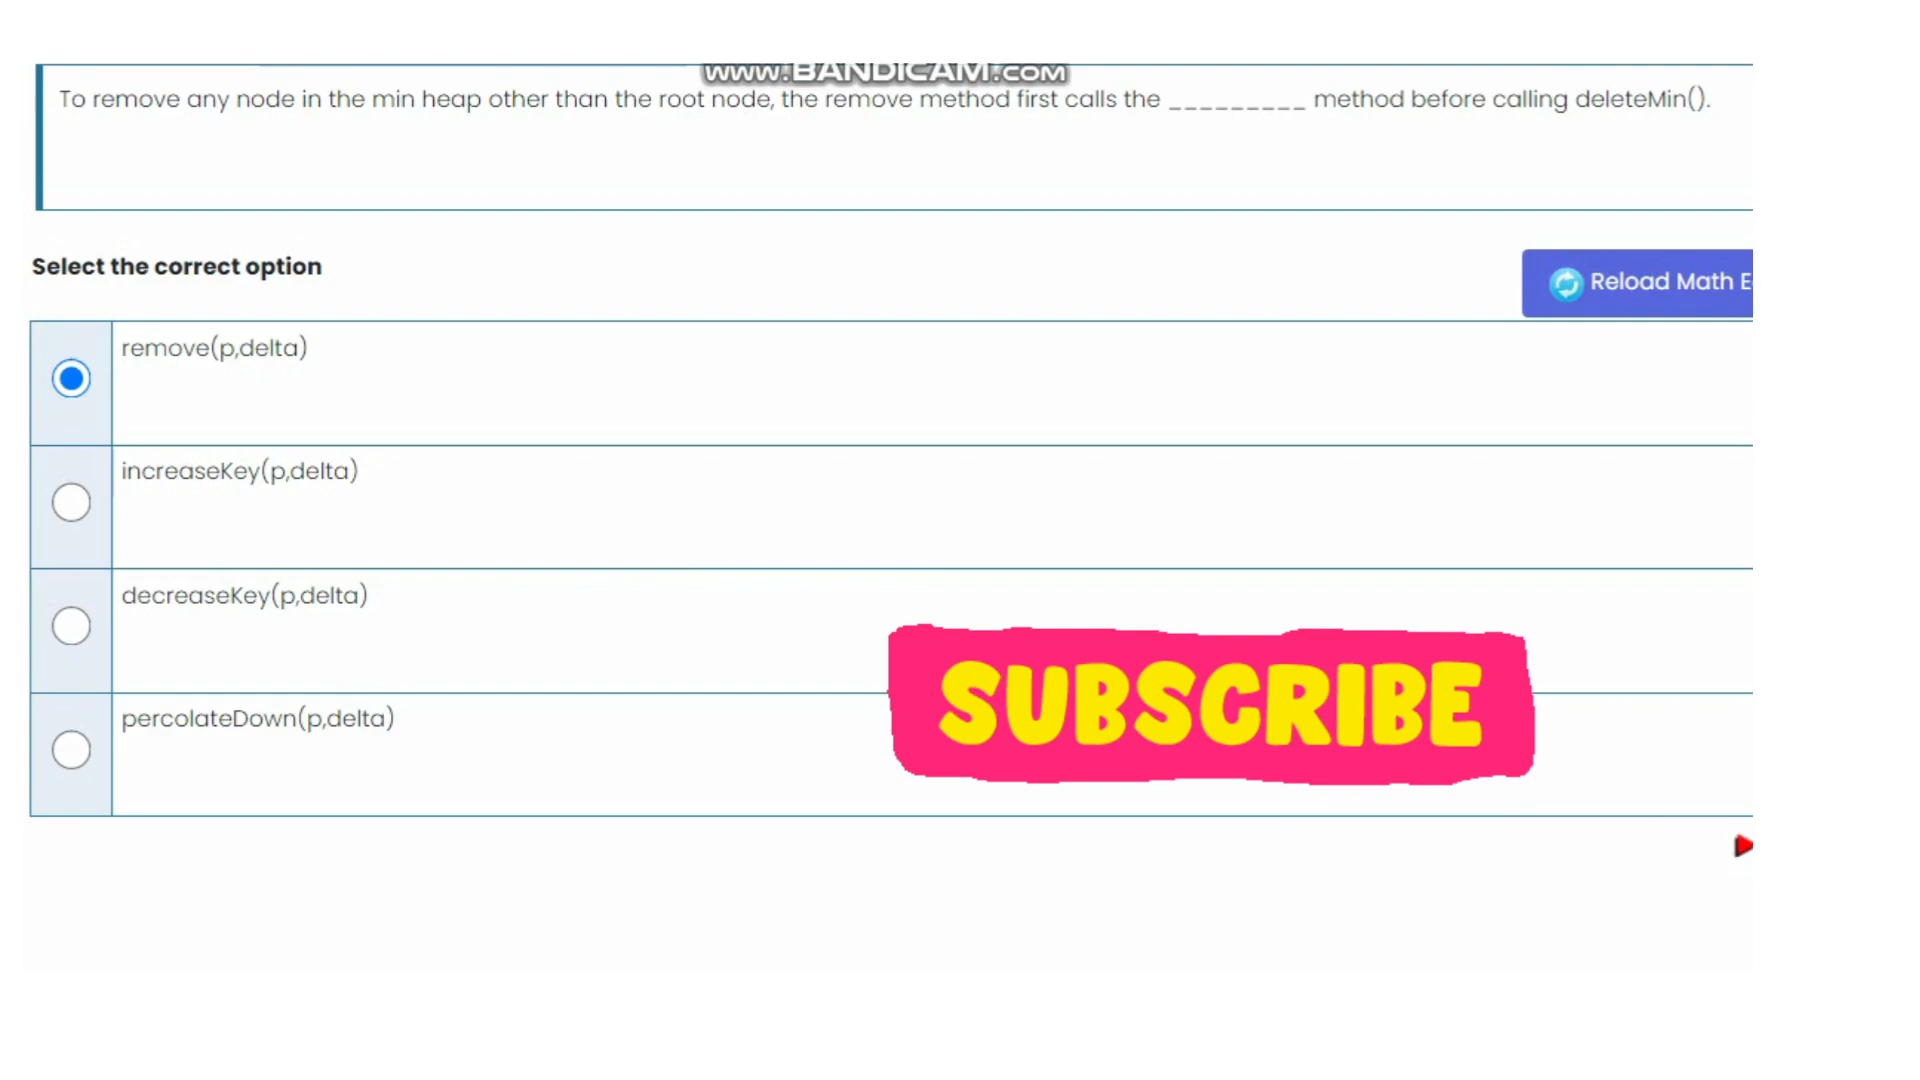 www.BANDICAM.COM
To remove any node in the min heap other than the root node, the remove method first calls the _________ method before calling deleteMin().
Select the correct option
Reload Math E
remove(p,delta)
increaseKey(p,delta)
decreaseKey(p,delta)
percolateDown(p,delta)
SUBSCRIBE